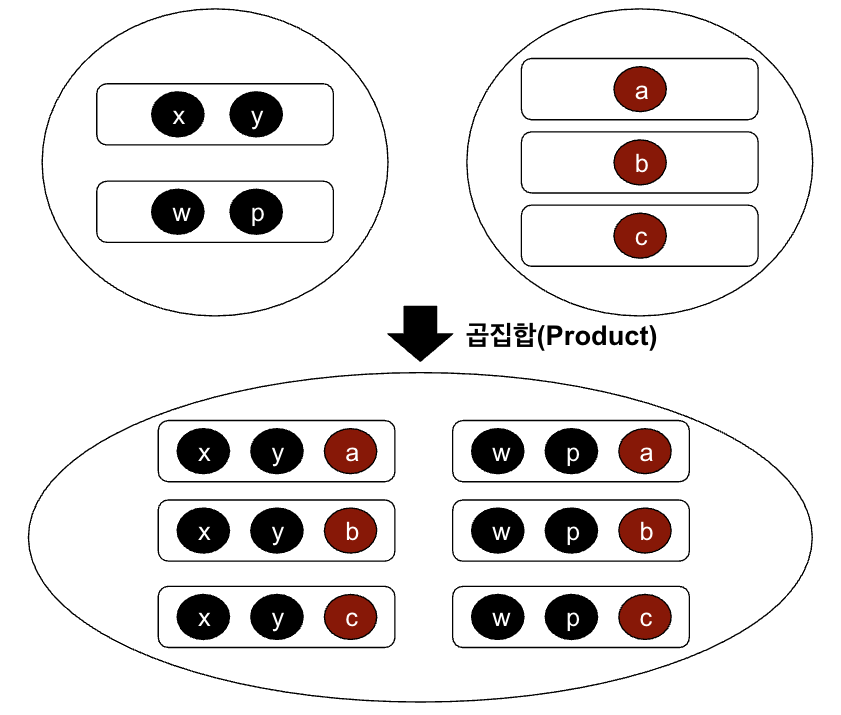 x y
w p
a
b
c
곱집합(Product)
x y a
w p a
x y b
w p b
x y c
w p c